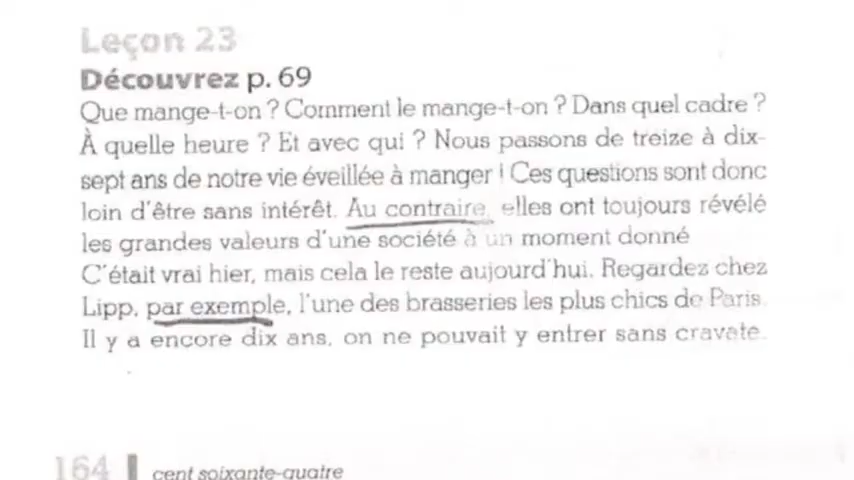 Leçon 23
Découvrez p. 69
Que mange-t-on ? Comment le mange-t-on ? Dans quel cadre ?
À quelle heure ? Et avec qui ? Nous passons de treize à dix-
sept ans de notre vie éveillée à manger ! Ces questions sont donc
loin d'être sans intérêt. Au contraire, elles ont toujours révélé
les grandes valeurs d'une société à un moment donné
C'était vrai hier, mais cela le reste aujourd'hui. Regardez chez
Lipp, par exemple, l'une des brasseries les plus chics de Paris.
Il y a encore dix ans, on ne pouvait y entrer sans cravate.
164 cent soixante-quatre